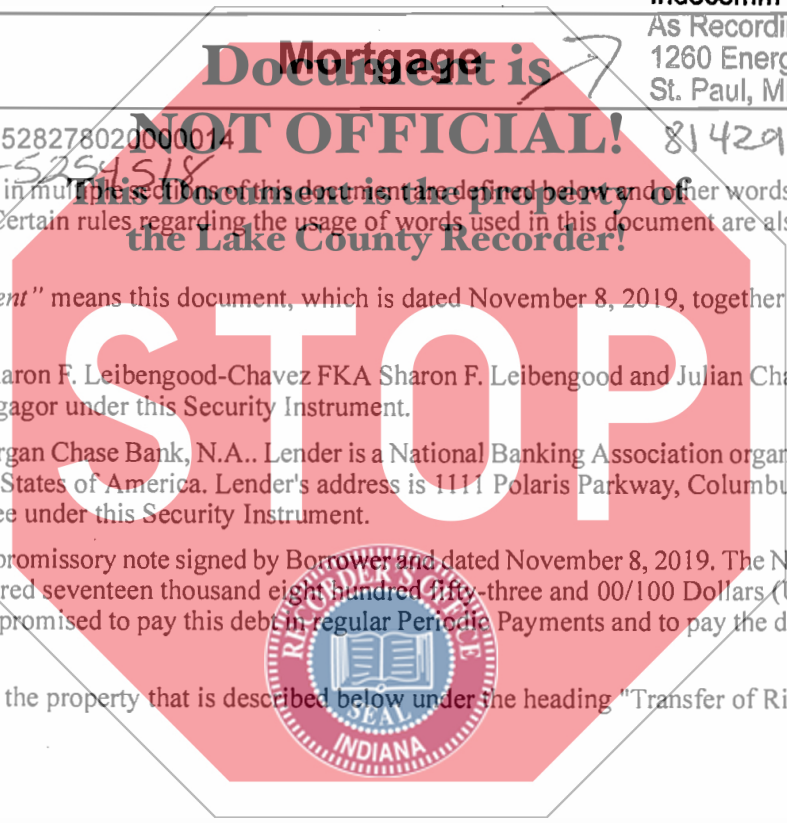 As Recordi
Mortgage
1260 Energ
St. Paul, M
Document is
NOT OFFICIAL!
528278020000014
81429
-5254518
This Document is the property of
the Lake County Recorder!
in multiple sections of this document are defined below and other words
Certain rules regarding the usage of words used in this document are als
ent" means this document, which is dated November 8, 2019, together
aron F. Leibengood-Chavez FKA Sharon F. Leibengood and Julian Cha
gagor under this Security Instrument.
rgan Chase Bank, N.A.. Lender is a National Banking Association organ
States of America. Lender's address is 1111 Polaris Parkway, Columbu
ee under this Security Instrument.
promissory note signed by Borrower and dated November 8, 2019. The N
red seventeen thousand eight hundred fifty-three and 00/100 Dollars (U
promised to pay this debt in regular Periodic Payments and to pay the d
the property that is described below under the heading "Transfer of Ri
STOP
RECORDER'S OFFICE
SEAL
INDIANA